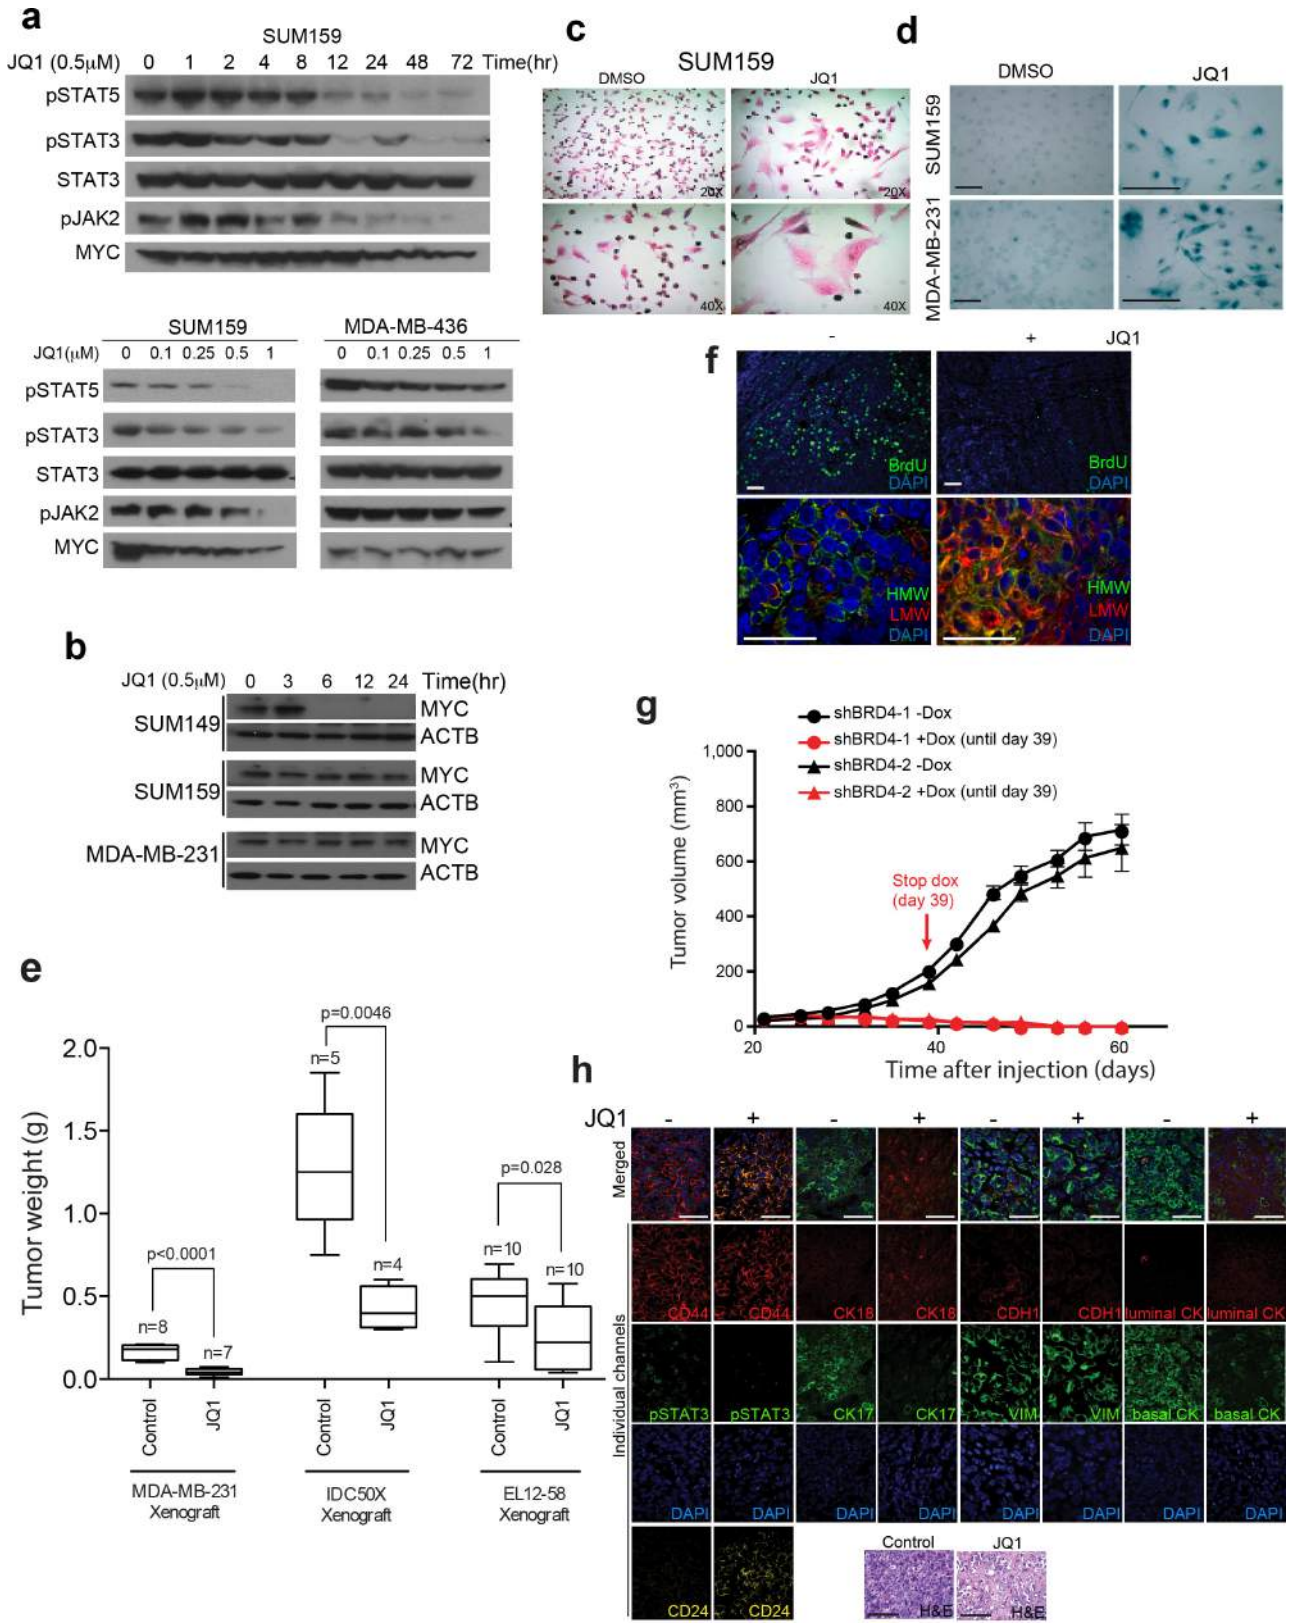 a
SUM159
JQ1 (0.5µM) 0 1 2 4 8 12 24 48 72 Time(hr)
pSTAT5
pSTAT3
STAT3
pJAK2
MYC
SUM159 MDA-MB-436
JQ1(µM) 0 0.1 0.25 0.5 1 0 0.1 0.25 0.5 1
pSTAT5
pSTAT3
STAT3
pJAK2
MYC
b
JQ1 (0.5µM) 0 3 6 12 24 Time(hr)
SUM149 MYC
ACTB
SUM159 MYC
ACTB
MDA-MB-231 MYC
ACTB
c
SUM159
DMSO JQ1
20X 20X
40X 40X
d
DMSO JQ1
SUM159
MDA-MB-231
e
Tumor weight (g)
2.0
1.5
1.0
0.5
0.0
p<0.0001
n=8
n=7
p=0.0046
n=5
n=4
p=0.028
n=10
n=10
Control JQ1 Control JQ1 Control JQ1
MDA-MB-231
Xenograft
IDC50X
Xenograft
EL12-58
Xenograft
f
- + JQ1
BrdU BrdU
DAPI DAPI
HMW HMW
LMW LMW
DAPI DAPI
g
shBRD4-1 -Dox
shBRD4-1 +Dox (until day 39)
shBRD4-2 -Dox
shBRD4-2 +Dox (until day 39)
Tumor volume (mm³)
1,000
800
600
400
200
0
Stop dox
(day 39)
20 40 60
Time after injection (days)
h
JQ1 - + - + - + - +
Merged
Individual channels
CD44 CD44 CK18 CK18 CDH1 CDH1 luminal CK luminal CK
pSTAT3 pSTAT3 CK17 CK17 VIM VIM basal CK basal CK
DAPI DAPI DAPI DAPI DAPI DAPI DAPI DAPI
CD24 CD24
Control JQ1
H&E H&E